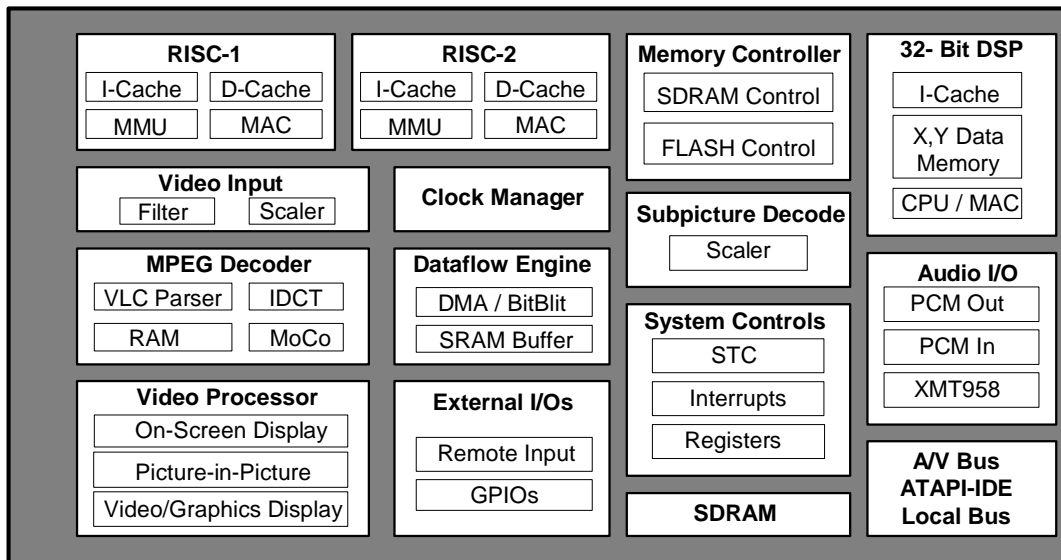 RISC-1
I-Cache
D-Cache
MMU
MAC
RISC-2
I-Cache
D-Cache
MMU
MAC
Memory Controller
SDRAM Control
FLASH Control
32- Bit DSP
I-Cache
X,Y Data
Memory
CPU / MAC
Video Input
Filter
Scaler
Clock Manager
Subpicture Decode
Scaler
MPEG Decoder
VLC Parser
IDCT
RAM
MoCo
Dataflow Engine
DMA / BitBlit
SRAM Buffer
System Controls
STC
Interrupts
Registers
Audio I/O
PCM Out
PCM In
XMT958
Video Processor
On-Screen Display
Picture-in-Picture
Video/Graphics Display
External I/Os
Remote Input
GPIOs
SDRAM
A/V Bus
ATAPI-IDE
Local Bus